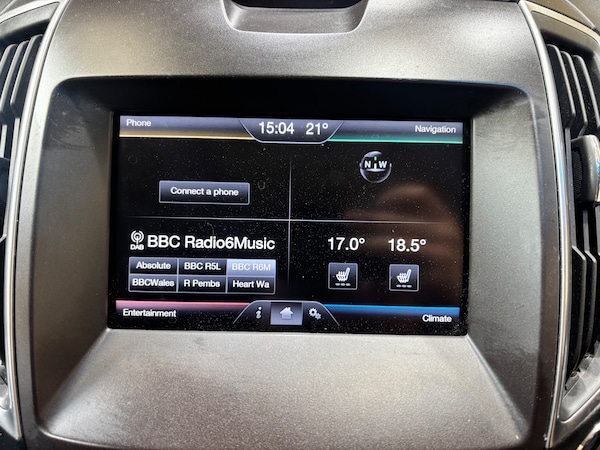 Phone
15:04 21°
Navigation
N W
Connect a phone
DAB BBC Radio6Music
Absolute BBC R5L BBC R6M
BBCWales R Pembs Heart Wa
17.0° 18.5°
Entertainment
i
Climate